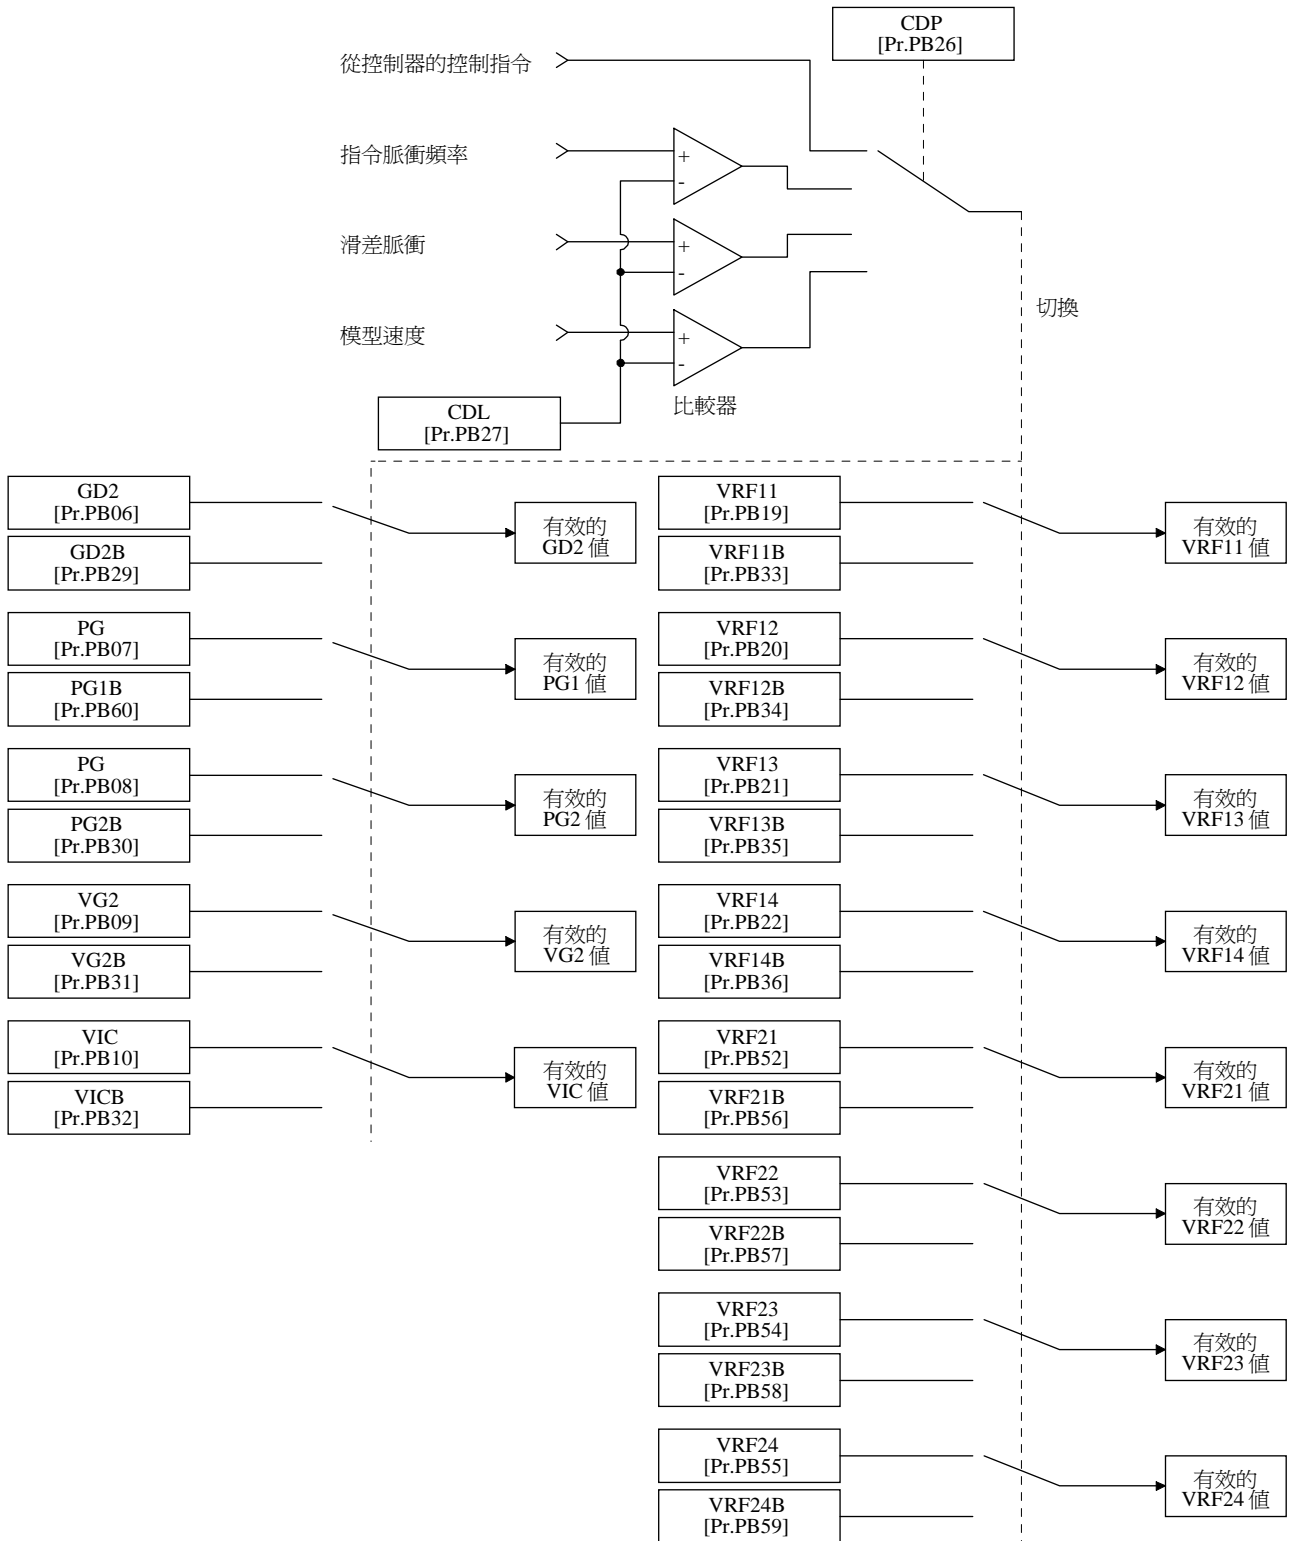 CDP
[Pr.PB26]
從控制器的控制指令
指令脈衝頻率
+
-
滑差脈衝
+
-
切換
模型速度
+
-
比較器
CDL
[Pr.PB27]
GD2
[Pr.PB06]
GD2B
[Pr.PB29]
有效的
GD2 值
PG
[Pr.PB07]
PG1B
[Pr.PB60]
有效的
PG1 值
PG
[Pr.PB08]
PG2B
[Pr.PB30]
有效的
PG2 值
VG2
[Pr.PB09]
VG2B
[Pr.PB31]
有效的
VG2 值
VIC
[Pr.PB10]
VICB
[Pr.PB32]
有效的
VIC 值
VRF11
[Pr.PB19]
VRF11B
[Pr.PB33]
有效的
VRF11 值
VRF12
[Pr.PB20]
VRF12B
[Pr.PB34]
有效的
VRF12 值
VRF13
[Pr.PB21]
VRF13B
[Pr.PB35]
有效的
VRF13 值
VRF14
[Pr.PB22]
VRF14B
[Pr.PB36]
有效的
VRF14 值
VRF21
[Pr.PB52]
VRF21B
[Pr.PB56]
有效的
VRF21 值
VRF22
[Pr.PB53]
VRF22B
[Pr.PB57]
有效的
VRF22 值
VRF23
[Pr.PB54]
VRF23B
[Pr.PB58]
有效的
VRF23 值
VRF24
[Pr.PB55]
VRF24B
[Pr.PB59]
有效的
VRF24 值